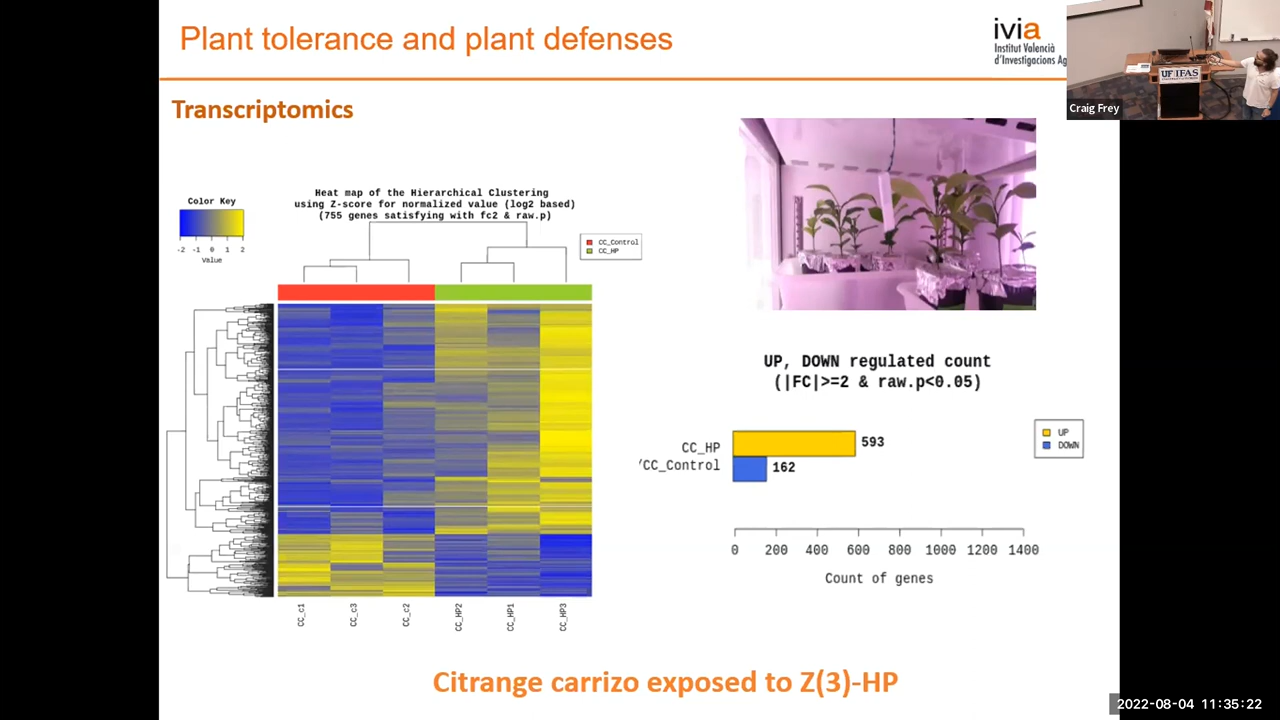 Plant tolerance and plant defenses
ivia
Institut Valencià
d'Investigacions Ag
UF IFAS
Craig Frey
Transcriptomics
Color Key
-2 -1 0 1 2
Value
Heat map of the Hierarchical Clustering
using Z-score for normalized value (log2 based)
(755 genes satisfying with fc2 & raw.p)
CC_Control
CC_HP
CC_c1
CC_c3
CC_c2
CC_HP2
CC_HP1
CC_HP3
UP, DOWN regulated count
(|FC|>=2 & raw.p<0.05)
UP
DOWN
CC_HP
/CC_Control
593
162
0 200 400 600 800 1000 1200 1400
Count of genes
Citrange carrizo exposed to Z(3)-HP
2022-08-04 11:35:22